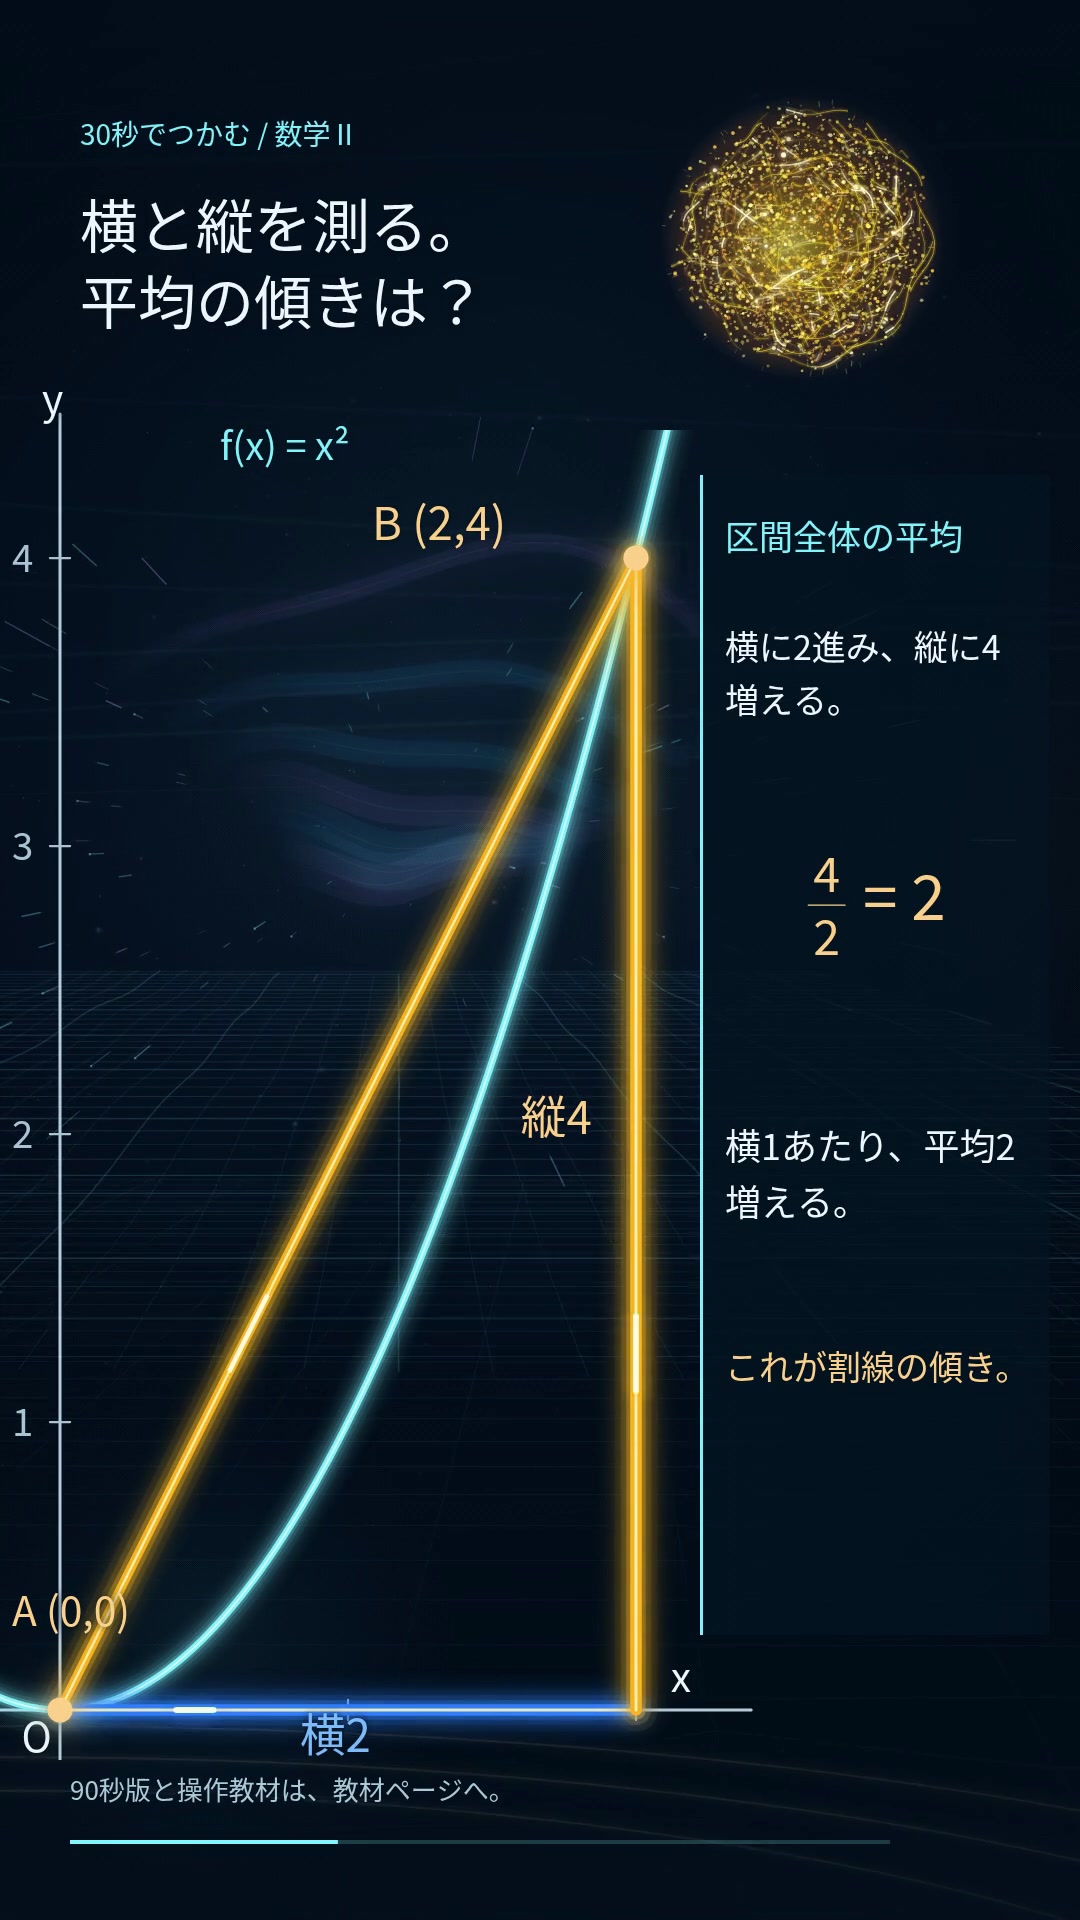 30秒でつかむ / 数学Ⅱ
横と縦を測る。
平均の傾きは？
y
f(x) = x²
B (2,4)
4
3
2
1
縦4
A (0,0)
x
O
横2
区間全体の平均
横に2進み、縦に4
増える。
4/2 = 2
横1あたり、平均2
増える。
これが割線の傾き。
90秒版と操作教材は、教材ページへ。